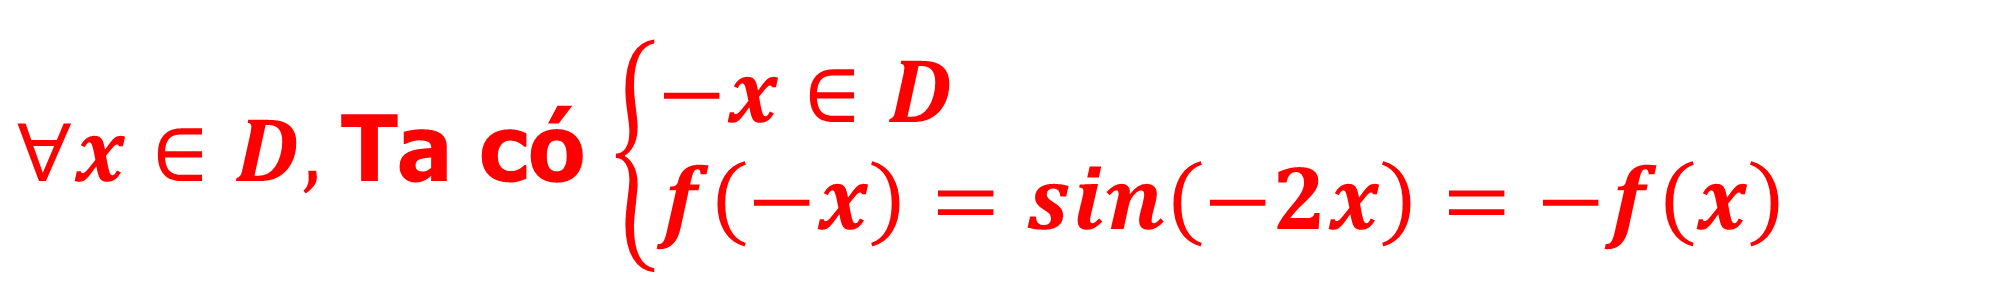 ∀x ∈ D, Ta có { −x ∈ D
f(−x) = sin(−2x) = −f(x)